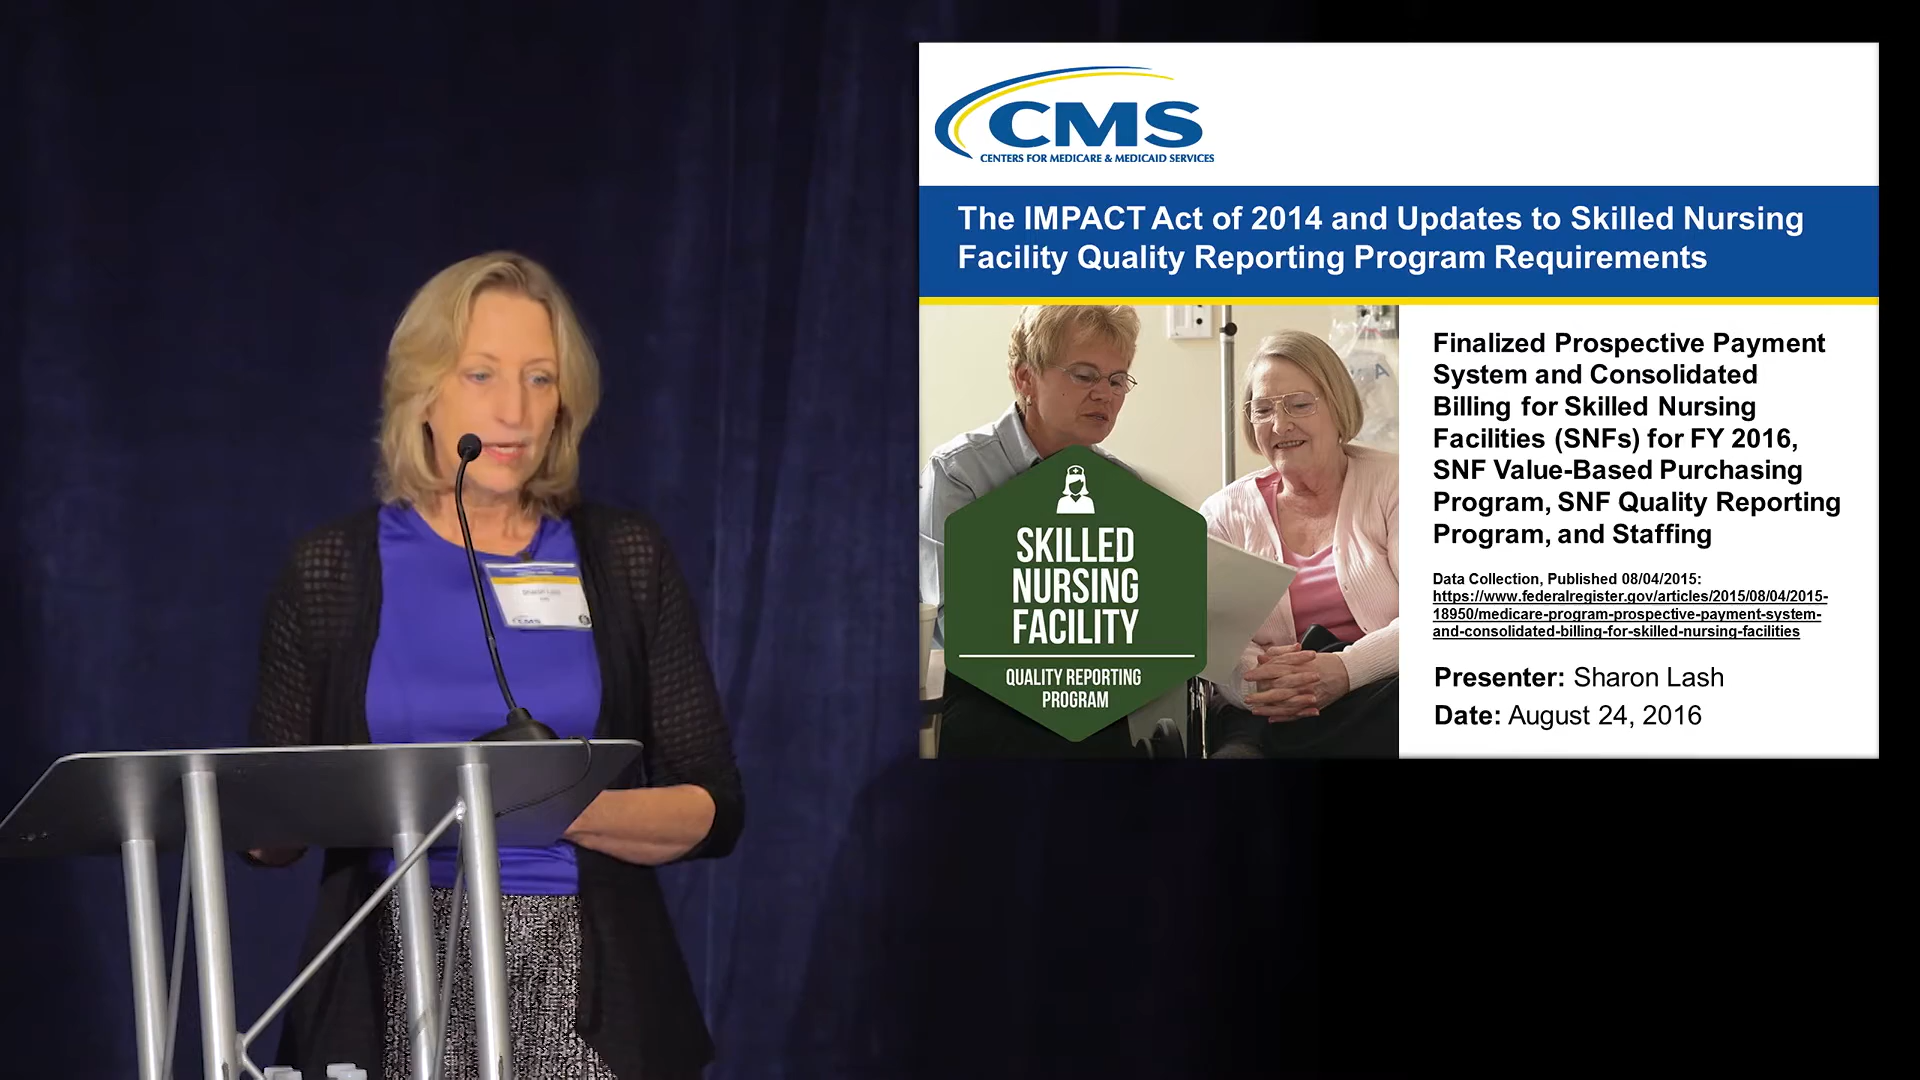 CMS
CENTERS FOR MEDICARE & MEDICAID SERVICES
The IMPACT Act of 2014 and Updates to Skilled Nursing
Facility Quality Reporting Program Requirements
Finalized Prospective Payment
System and Consolidated
Billing for Skilled Nursing
Facilities (SNFs) for FY 2016,
SNF Value-Based Purchasing
Program, SNF Quality Reporting
Program, and Staffing
Data Collection, Published 08/04/2015:
https://www.federalregister.gov/articles/2015/08/04/2015-
18950/medicare-program-prospective-payment-system-
and-consolidated-billing-for-skilled-nursing-facilities
Presenter: Sharon Lash
Date: August 24, 2016
SKILLED
NURSING
FACILITY
QUALITY REPORTING
PROGRAM
Sharon Lash
CMS